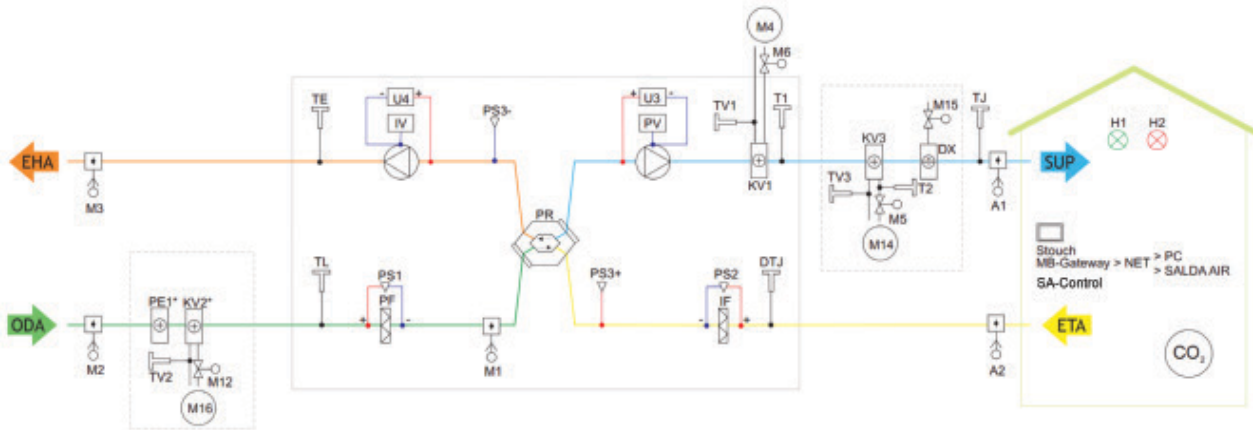 M4
M6
TE
- U4 +
PS3-
+ U3 -
TV1
T1
M15
TJ
IV
PV
KV3
H1 H2
EHA
DX
SUP
KV1
M3
TV3
T2
A1
PR
M5
M14
Stouch
MB-Gateway > NET > PC
> SALDA AIR
SA-Control
TL
PS1
PS3+
PS2
DTJ
PE1* KV2*
PF
IF
ODA
+ -
- +
ETA
M2
TV2
M12
M1
A2
CO₂
M16